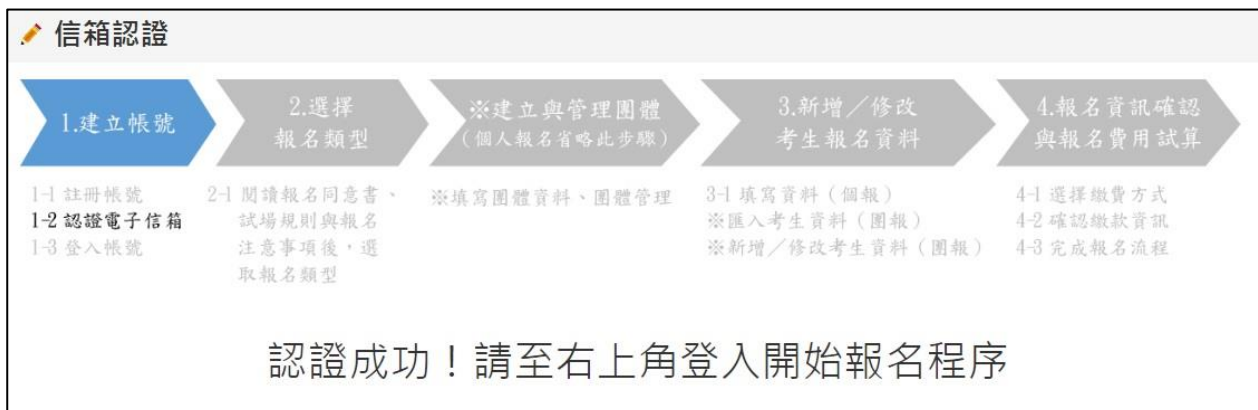 信箱認證
1.建立帳號
2.選擇
報名類型
※建立與管理團體
(個人報名省略此步驟)
3.新增／修改
考生報名資料
4.報名資訊確認
與報名費用試算
1-1 註冊帳號
1-2 認證電子信箱
1-3 登入帳號
2-1 閱讀報名同意書、
試場規則與報名
注意事項後，選
取報名類型
※填寫團體資料、團體管理
3-1 填寫資料（個報）
※匯入考生資料（團報）
※新增／修改考生資料（團報）
4-1 選擇繳費方式
4-2 確認繳款資訊
4-3 完成報名流程
認證成功！請至右上角登入開始報名程序